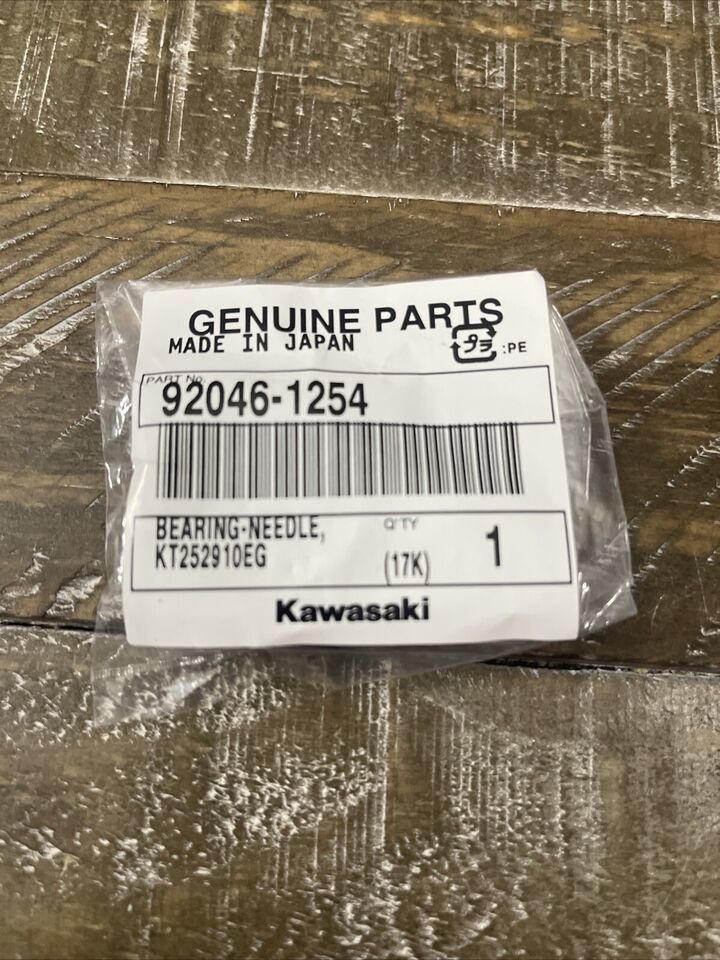 GENUINE PARTS
MADE IN JAPAN
プラ :PE
PART No.
92046-1254
BEARING-NEEDLE,
KT252910EG
Q'TY
(17K)
1
Kawasaki